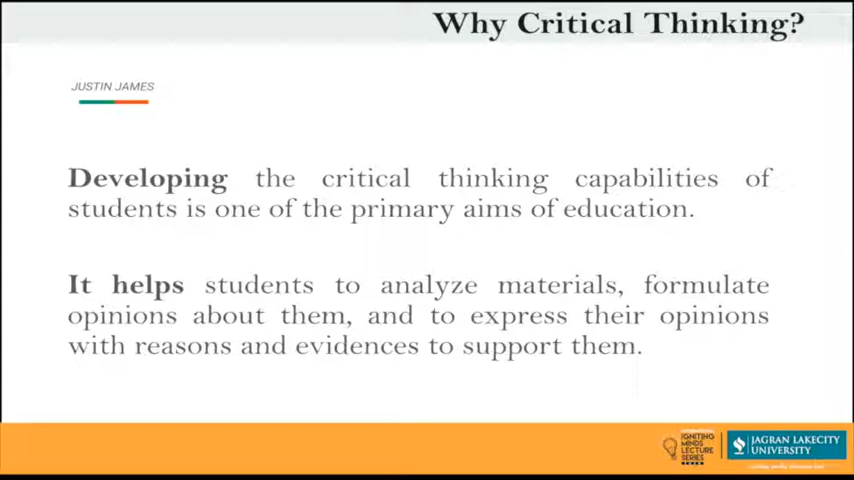 Why Critical Thinking?
JUSTIN JAMES
Developing the critical thinking capabilities of
students is one of the primary aims of education.
It helps students to analyze materials, formulate
opinions about them, and to express their opinions
with reasons and evidences to support them.
IGNITING
MINDS
LECTURE
SERIES
JAGRAN LAKECITY
UNIVERSITY